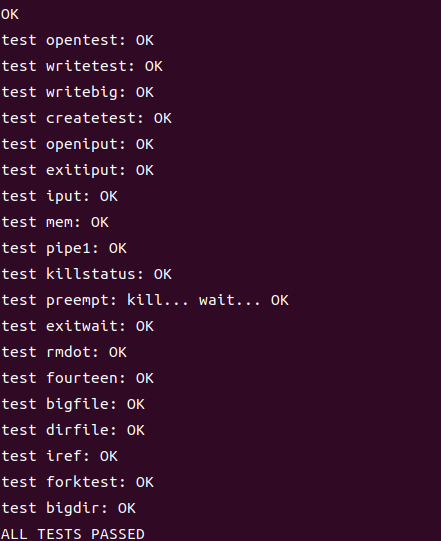 OK
test opentest: OK
test writetest: OK
test writebig: OK
test createtest: OK
test openiput: OK
test exitiput: OK
test iput: OK
test mem: OK
test pipe1: OK
test killstatus: OK
test preempt: kill... wait... OK
test exitwait: OK
test rmdot: OK
test fourteen: OK
test bigfile: OK
test dirfile: OK
test iref: OK
test forktest: OK
test bigdir: OK
ALL TESTS PASSED